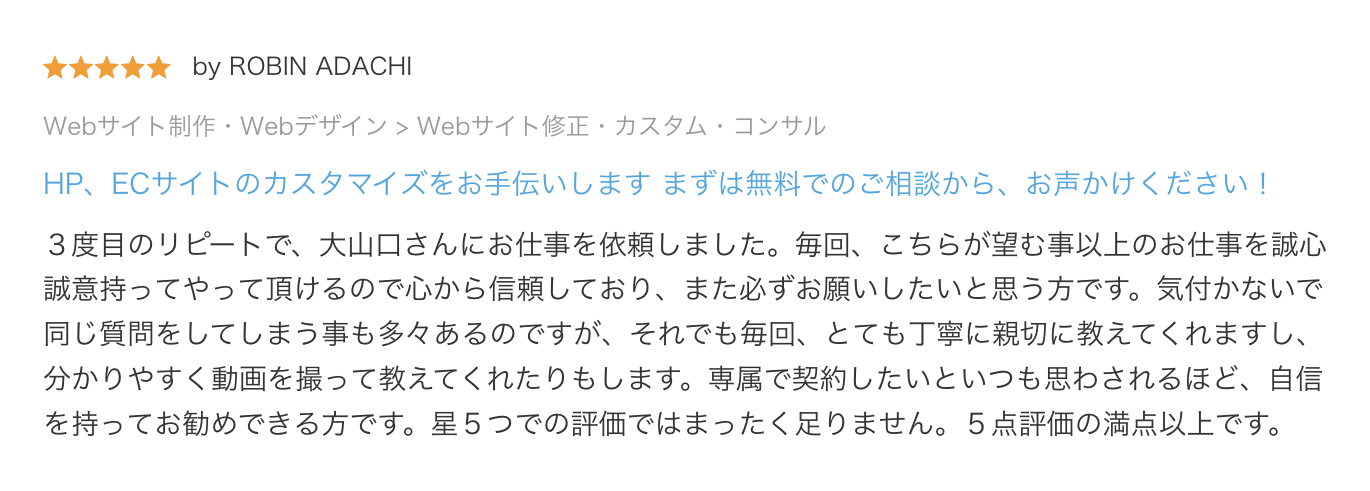 by ROBIN ADACHI
Webサイト制作・Webデザイン > Webサイト修正・カスタム・コンサル
HP、ECサイトのカスタマイズをお手伝いします まずは無料でのご相談から、お声かけください！
３度目のリピートで、大山口さんにお仕事を依頼しました。毎回、こちらが望む事以上のお仕事を誠心
誠意持ってやって頂けるので心から信頼しており、また必ずお願いしたいと思う方です。気付かないで
同じ質問をしてしまう事も多々あるのですが、それでも毎回、とても丁寧に親切に教えてくれますし、
分かりやすく動画を撮って教えてくれたりもします。専属で契約したいといつも思わされるほど、自信
を持ってお勧めできる方です。星５つでの評価ではまったく足りません。５点評価の満点以上です。